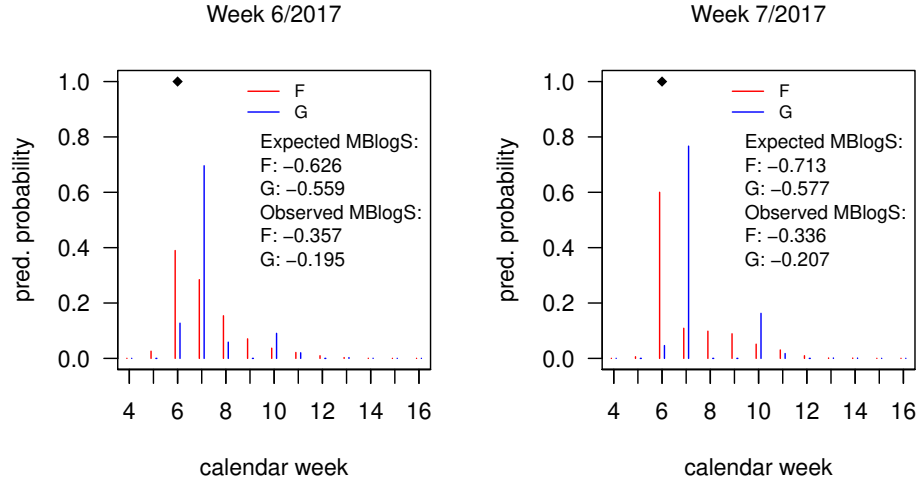 Week 6/2017
pred. probability
1.0
0.8
0.6
0.4
0.2
0.0
F
G
Expected MBlogS:
F: −0.626
G: −0.559
Observed MBlogS:
F: −0.357
G: −0.195
4 6 8 10 12 14 16
calendar week
Week 7/2017
pred. probability
1.0
0.8
0.6
0.4
0.2
0.0
F
G
Expected MBlogS:
F: −0.713
G: −0.577
Observed MBlogS:
F: −0.336
G: −0.207
4 6 8 10 12 14 16
calendar week